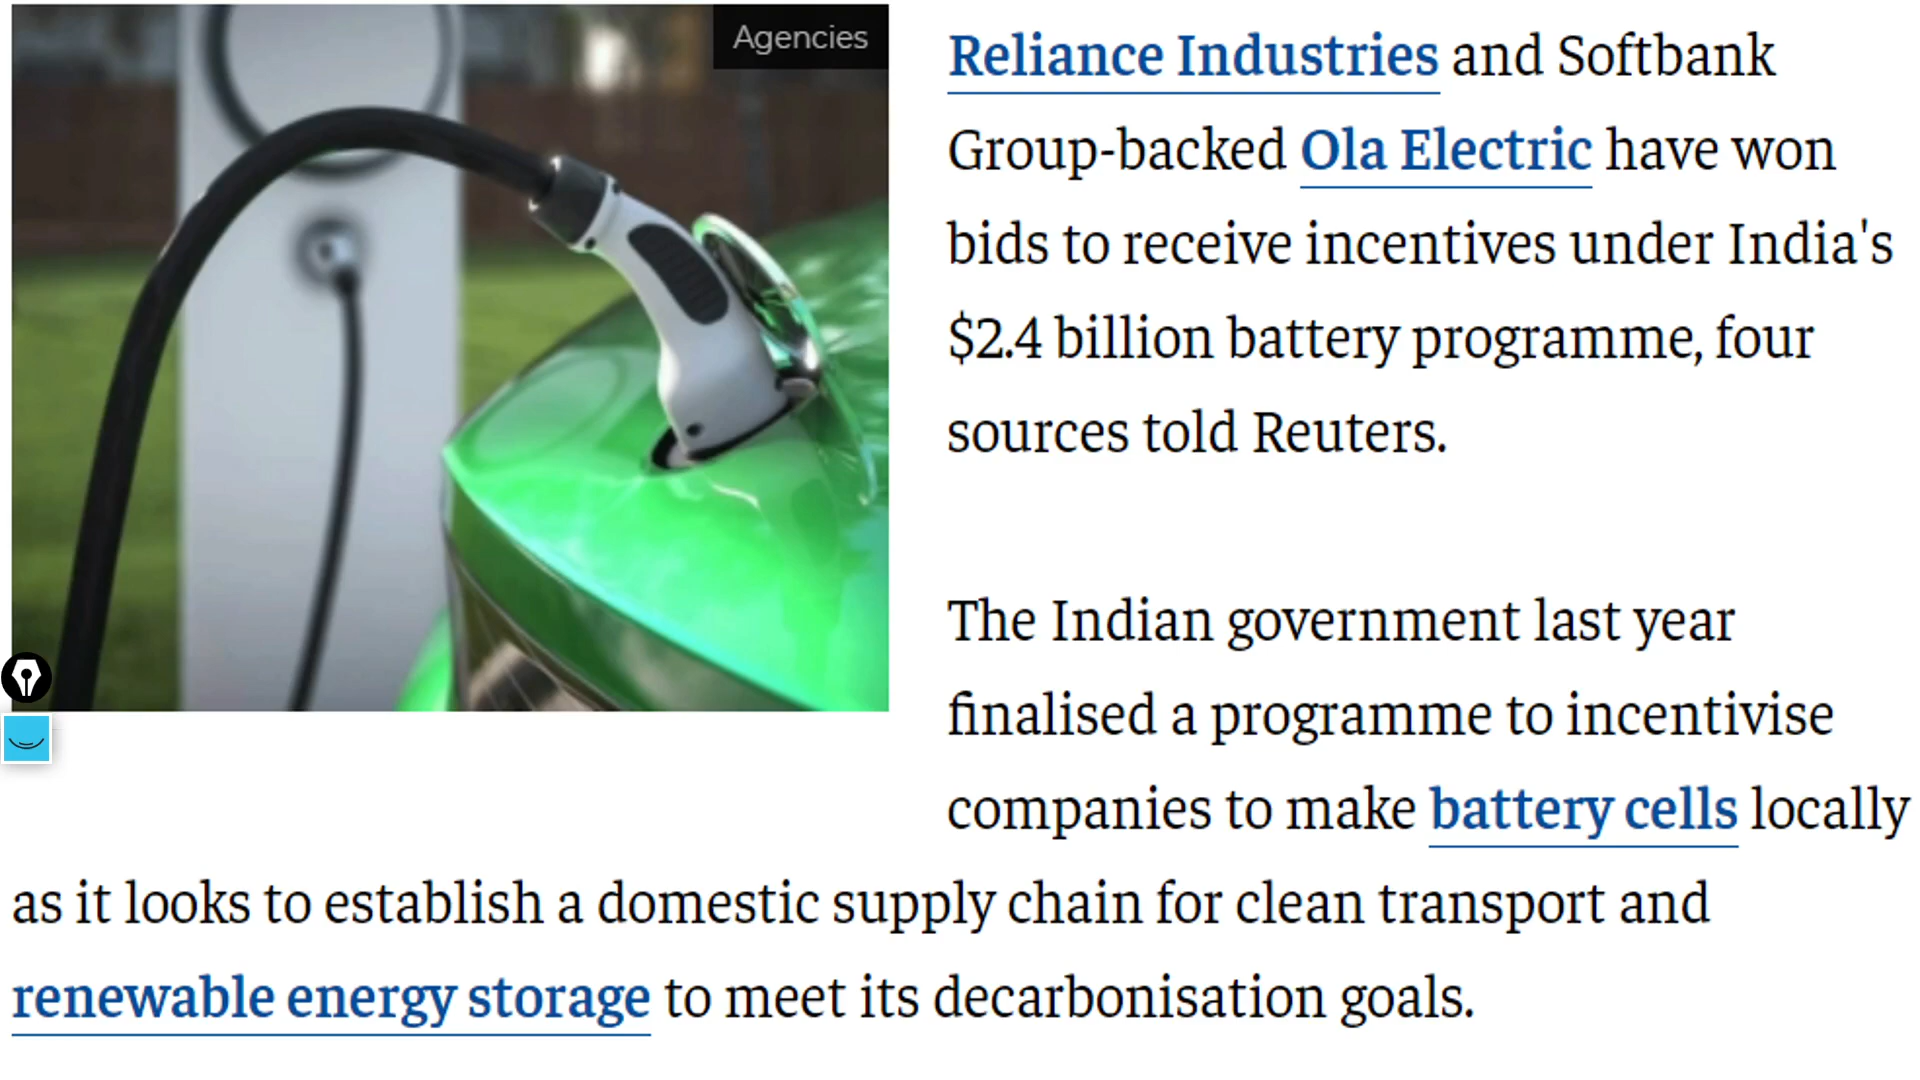 Agencies
Reliance Industries and Softbank
Group-backed Ola Electric have won
bids to receive incentives under India's
$2.4 billion battery programme, four
sources told Reuters.
The Indian government last year
finalised a programme to incentivise
companies to make battery cells locally
as it looks to establish a domestic supply chain for clean transport and
renewable energy storage to meet its decarbonisation goals.